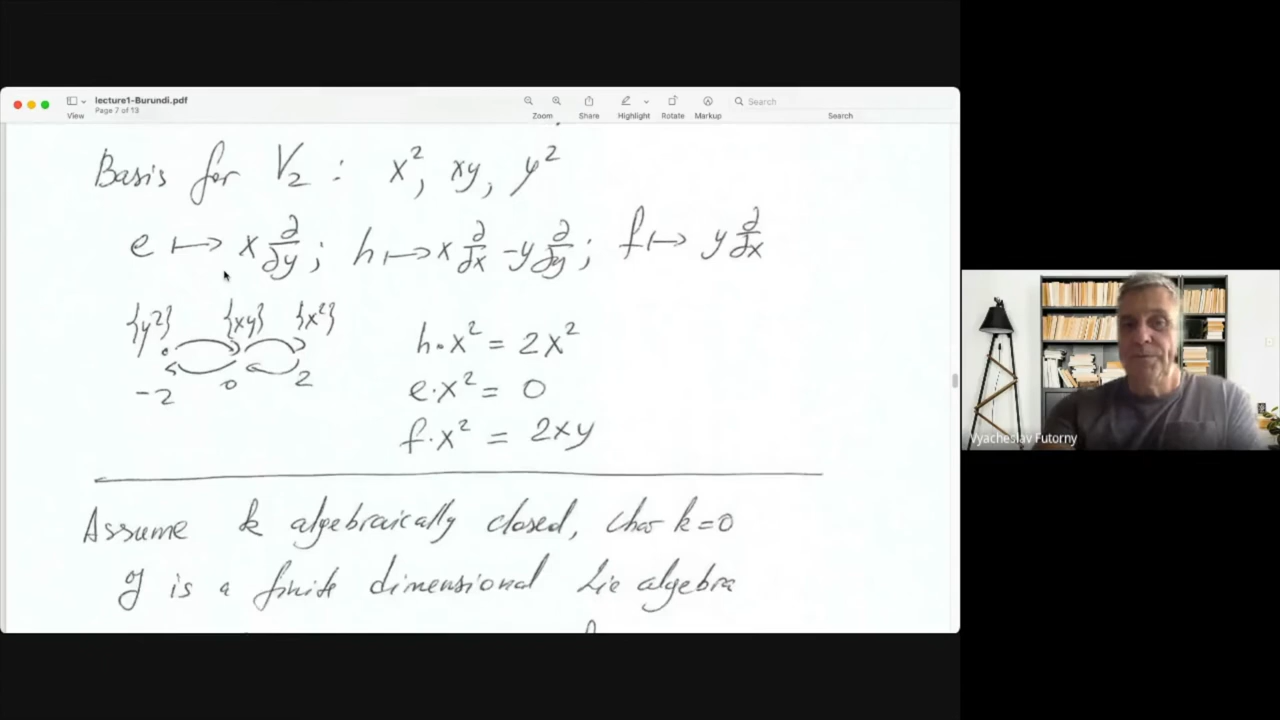 lecture1-Burundi.pdf
Page 7 of 13
View
Zoom
Share
Highlight
Rotate
Markup
Search
Search
Basis for V₂ : x², xy, y²
e ↦ x ∂/∂y ; h ↦ x ∂/∂x - y ∂/∂y ; f ↦ y ∂/∂x
{y²} {xy} {x²}
-2 0 2
h·x² = 2x²
e·x² = 0
f·x² = 2xy
Assume k algebraically closed, char k=0
g is a finite dimensional Lie algebra
Vyacheslav Futorny